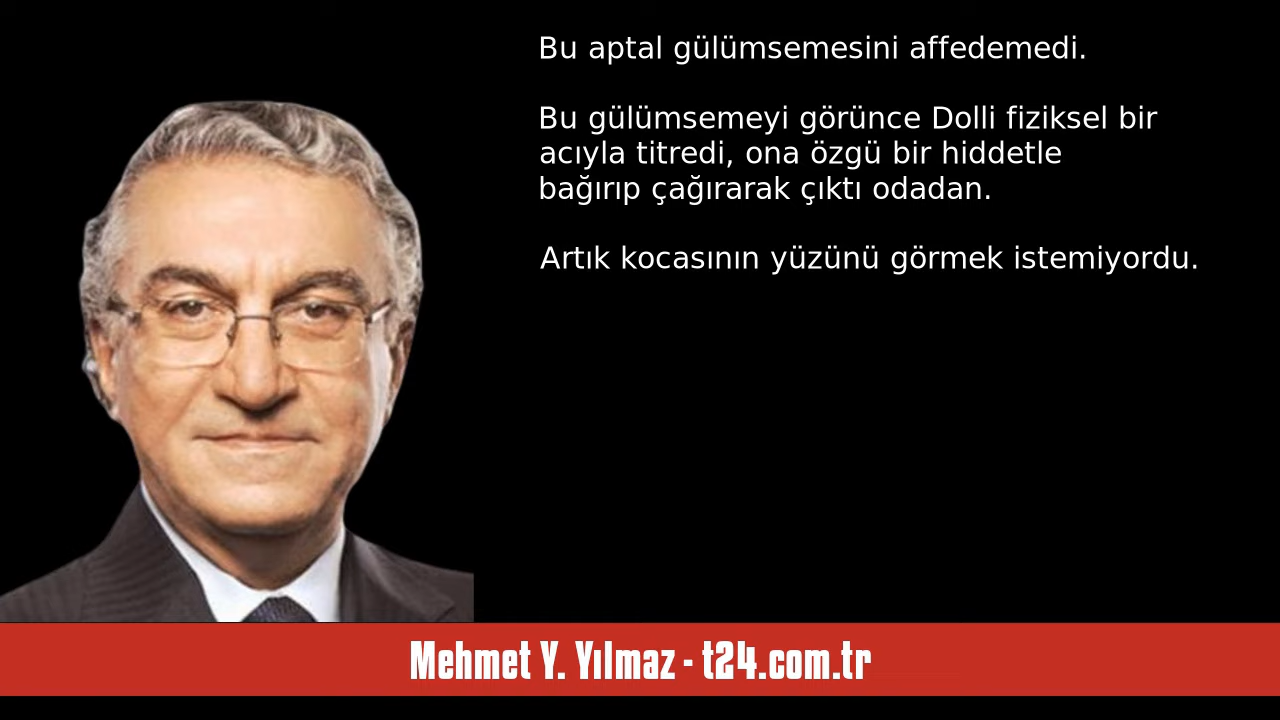 Bu aptal gülümsemesini affedemedi.
Bu gülümsemeyi görünce Dolli fiziksel bir
acıyla titredi, ona özgü bir hiddetle
bağırıp çağırarak çıktı odadan.
Artık kocasının yüzünü görmek istemiyordu.
Mehmet Y. Yılmaz - t24.com.tr